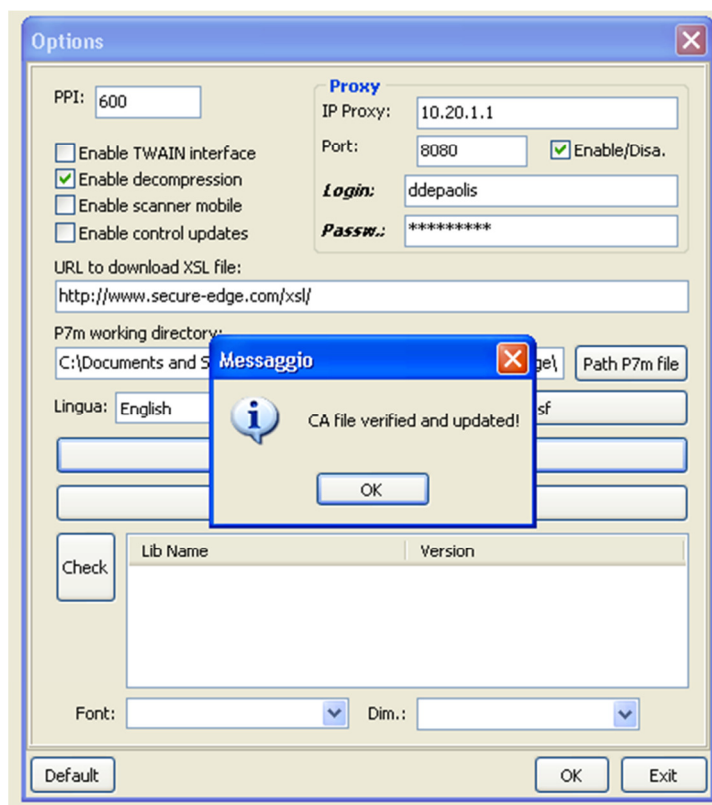 Options
PPI: 600
Proxy
IP Proxy: 10.20.1.1
Port: 8080 Enable/Disa.
Login: ddepaolis
Passw.: *********
Enable TWAIN interface
Enable decompression
Enable scanner mobile
Enable control updates
URL to download XSL file:
http://www.secure-edge.com/xsl/
P7m working directory:
C:\Documents and S ge\ Path P7m file
Lingua: English sf
Messaggio
CA file verified and updated!
OK
Check
Lib Name Version
Font: Dim.:
Default OK Exit